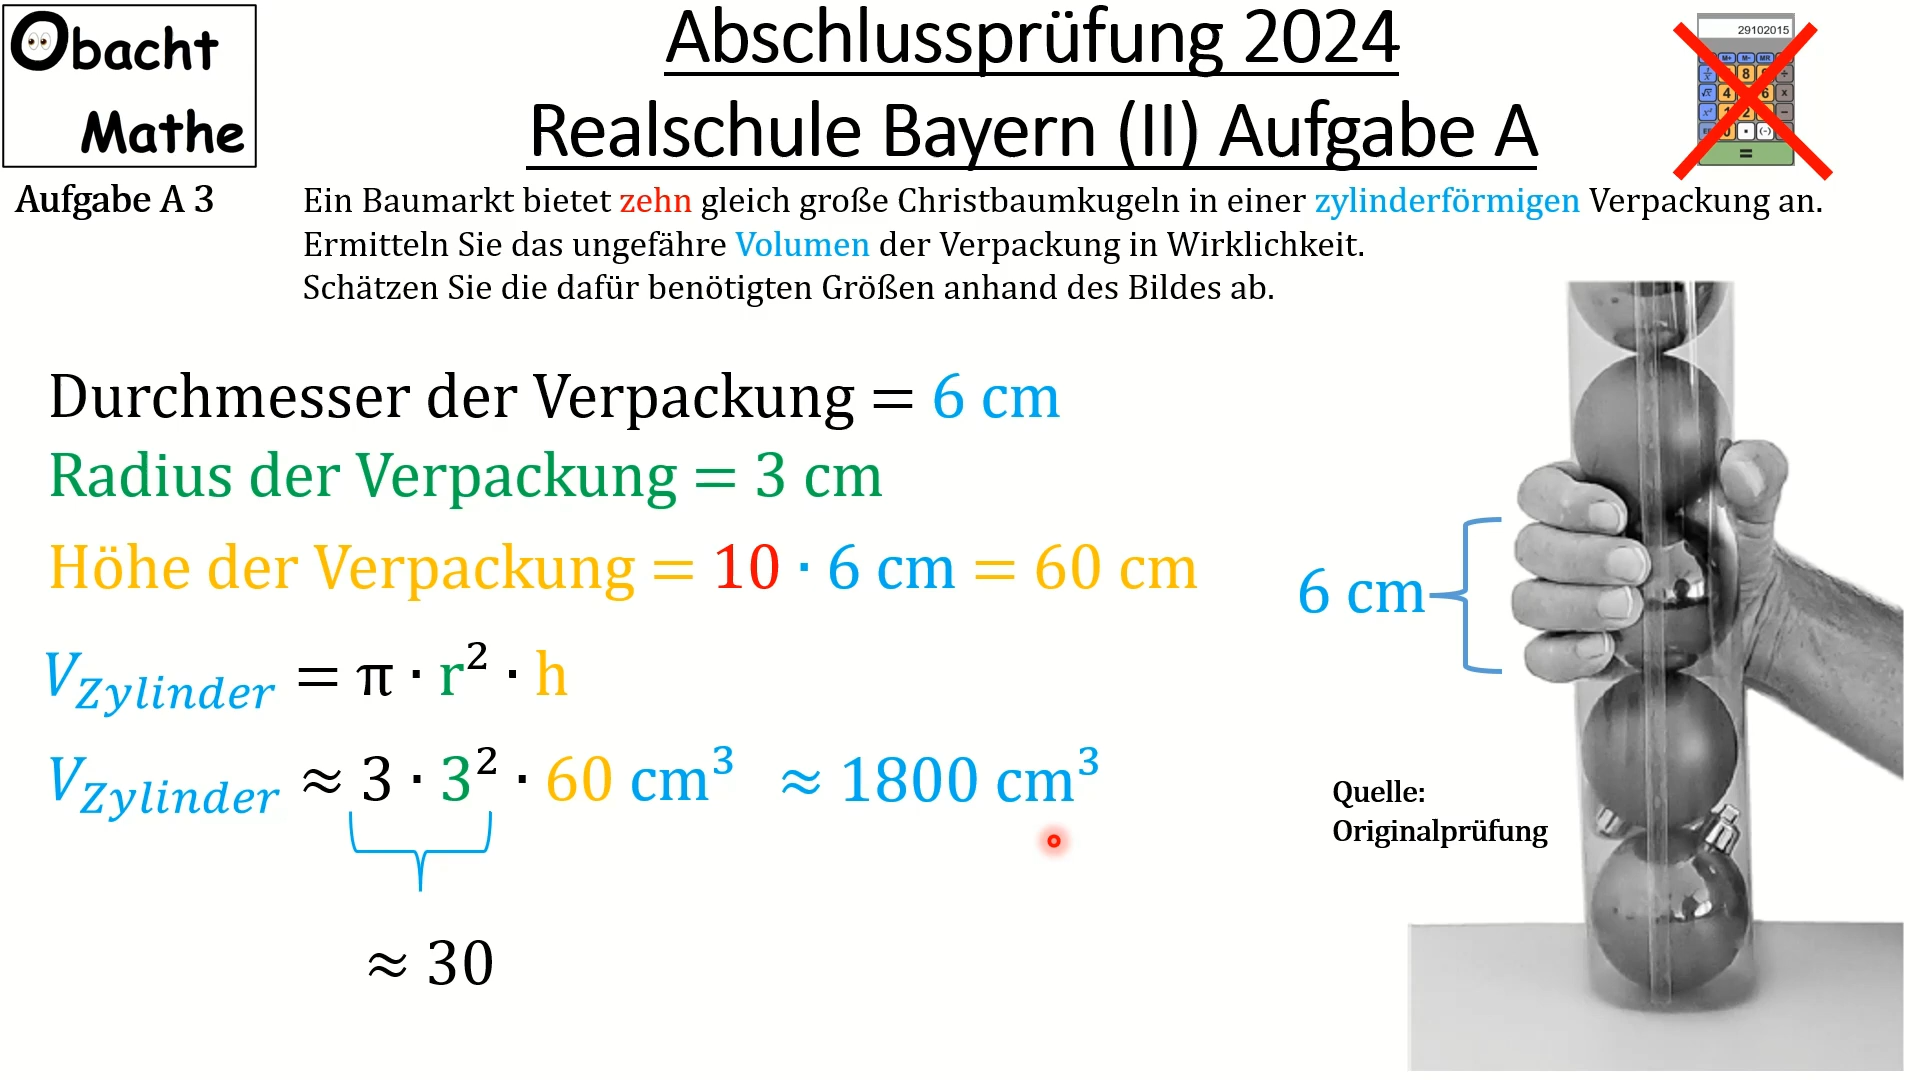 Obacht
Mathe
Abschlussprüfung 2024
Realschule Bayern (II) Aufgabe A
29102015
Aufgabe A 3
Ein Baumarkt bietet zehn gleich große Christbaumkugeln in einer zylinderförmigen Verpackung an.
Ermitteln Sie das ungefähre Volumen der Verpackung in Wirklichkeit.
Schätzen Sie die dafür benötigten Größen anhand des Bildes ab.
Durchmesser der Verpackung = 6 cm
Radius der Verpackung = 3 cm
Höhe der Verpackung = 10 · 6 cm = 60 cm
6 cm
V_Zylinder = π · r² · h
V_Zylinder ≈ 3 · 3² · 60 cm³ ≈ 1800 cm³
≈ 30
Quelle:
Originalprüfung